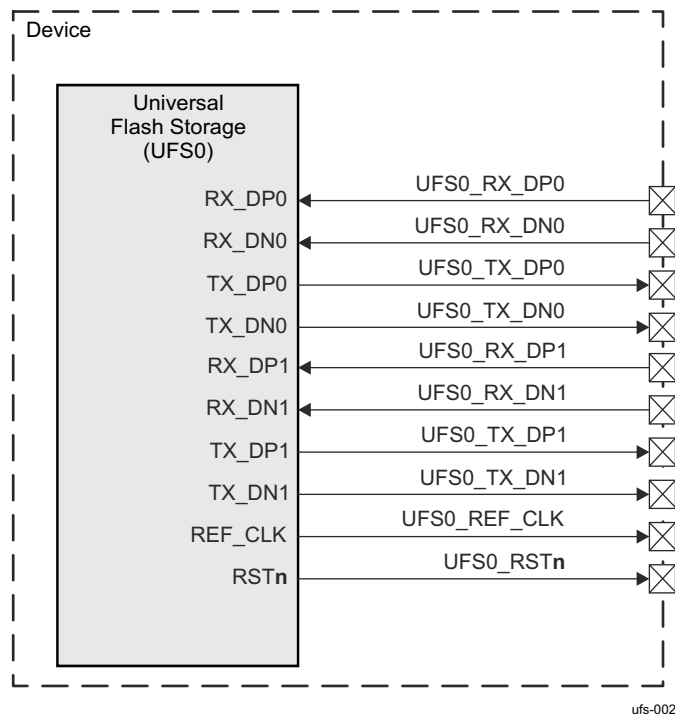 Device
Universal
Flash Storage
(UFS0)
RX_DP0
UFS0_RX_DP0
RX_DN0
UFS0_RX_DN0
TX_DP0
UFS0_TX_DP0
TX_DN0
UFS0_TX_DN0
RX_DP1
UFS0_RX_DP1
RX_DN1
UFS0_RX_DN1
TX_DP1
UFS0_TX_DP1
TX_DN1
UFS0_TX_DN1
REF_CLK
UFS0_REF_CLK
RSTn
UFS0_RSTn
ufs-002